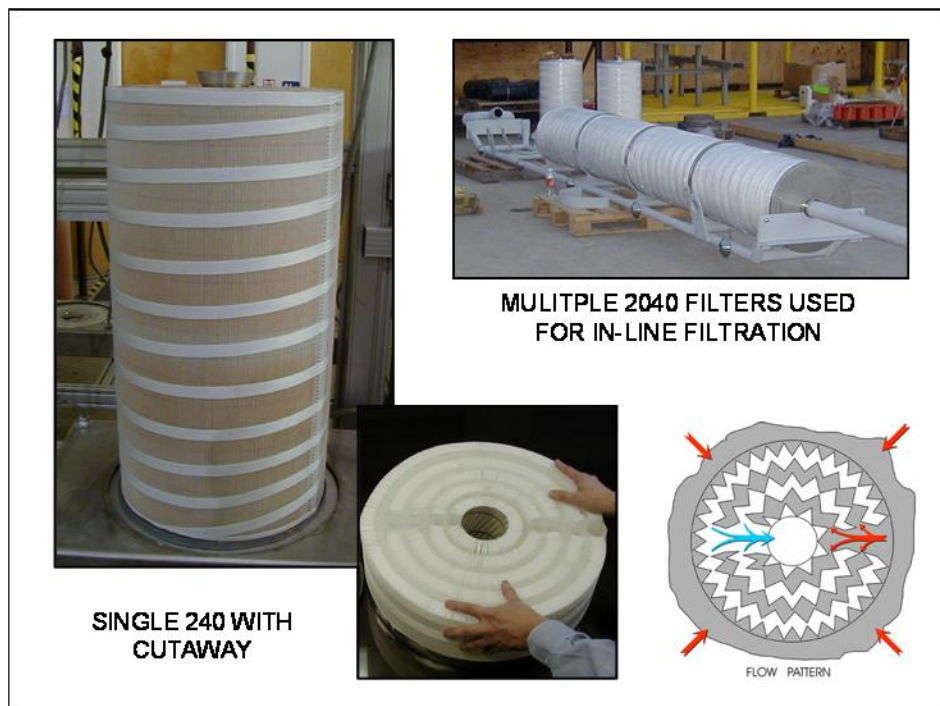 MULITPLE 2040 FILTERS USED
FOR IN-LINE FILTRATION
SINGLE 240 WITH
CUTAWAY
FLOW PATTERN